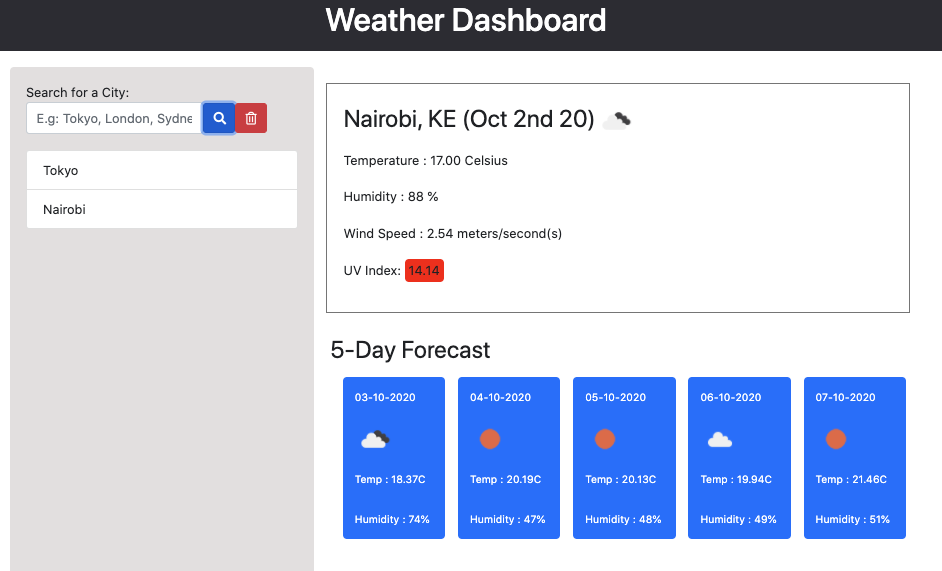 Weather Dashboard
Search for a City:
E.g: Tokyo, London, Sydne
Tokyo
Nairobi
Nairobi, KE (Oct 2nd 20)
Temperature : 17.00 Celsius
Humidity : 88 %
Wind Speed : 2.54 meters/second(s)
UV Index: 14.14
5-Day Forecast
03-10-2020
Temp : 18.37C
Humidity : 74%
04-10-2020
Temp : 20.19C
Humidity : 47%
05-10-2020
Temp : 20.13C
Humidity : 48%
06-10-2020
Temp : 19.94C
Humidity : 49%
07-10-2020
Temp : 21.46C
Humidity : 51%